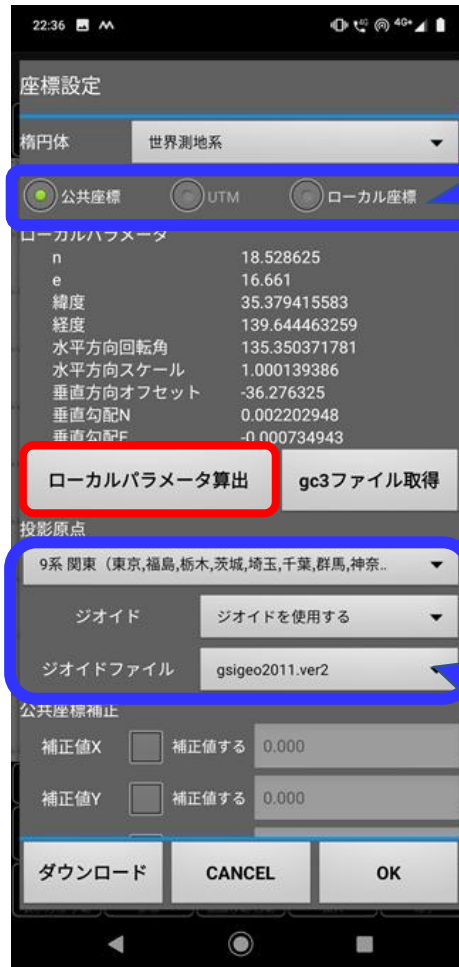 22:36 4G 4G+
座標設定
楕円体 世界測地系
公共座標 UTM ローカル座標
ローカルパラメータ
n 18.528625
e 16.661
緯度 35.379415583
経度 139.644463259
水平方向回転角 135.350371781
水平方向スケール 1.000139386
垂直方向オフセット -36.276325
垂直勾配N 0.002202948
垂直勾配E -0.000734943
ローカルパラメータ算出 gc3ファイル取得
投影原点
9系 関東（東京,福島,栃木,茨城,埼玉,千葉,群馬,神奈..
ジオイド ジオイドを使用する
ジオイドファイル gsigeo2011.ver2
公共座標補正
補正値X 補正値する 0.000
補正値Y 補正値する 0.000
ダウンロード CANCEL OK